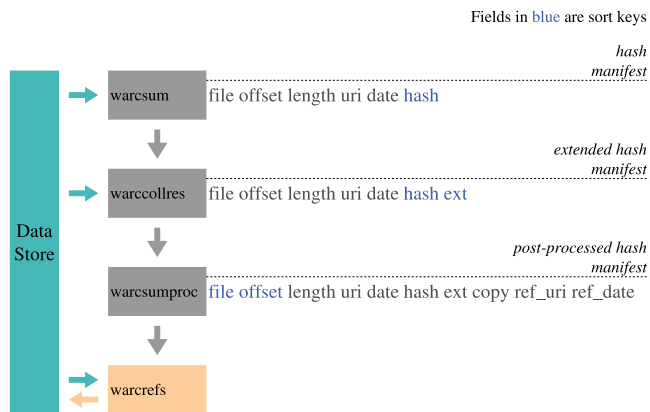 Fields in blue are sort keys
hash
manifest
warcsum
file offset length uri date hash
extended hash
manifest
warccollres
file offset length uri date hash ext
Data
Store
post-processed hash
manifest
warcsumproc
file offset length uri date hash ext copy ref_uri ref_date
warcrefs